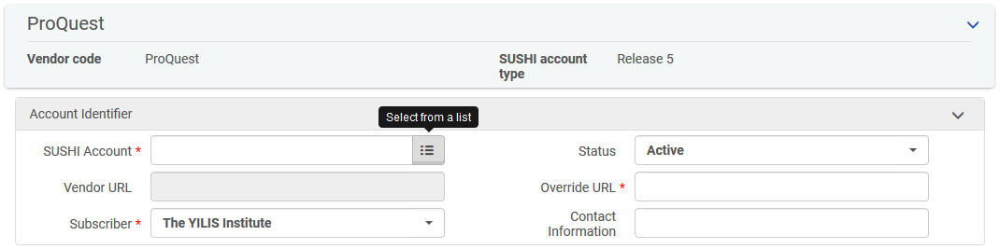 ProQuest
Vendor code ProQuest SUSHI account type Release 5
Account Identifier
Select from a list
SUSHI Account * Status Active
Vendor URL Override URL *
Subscriber * The YILIS Institute Contact Information